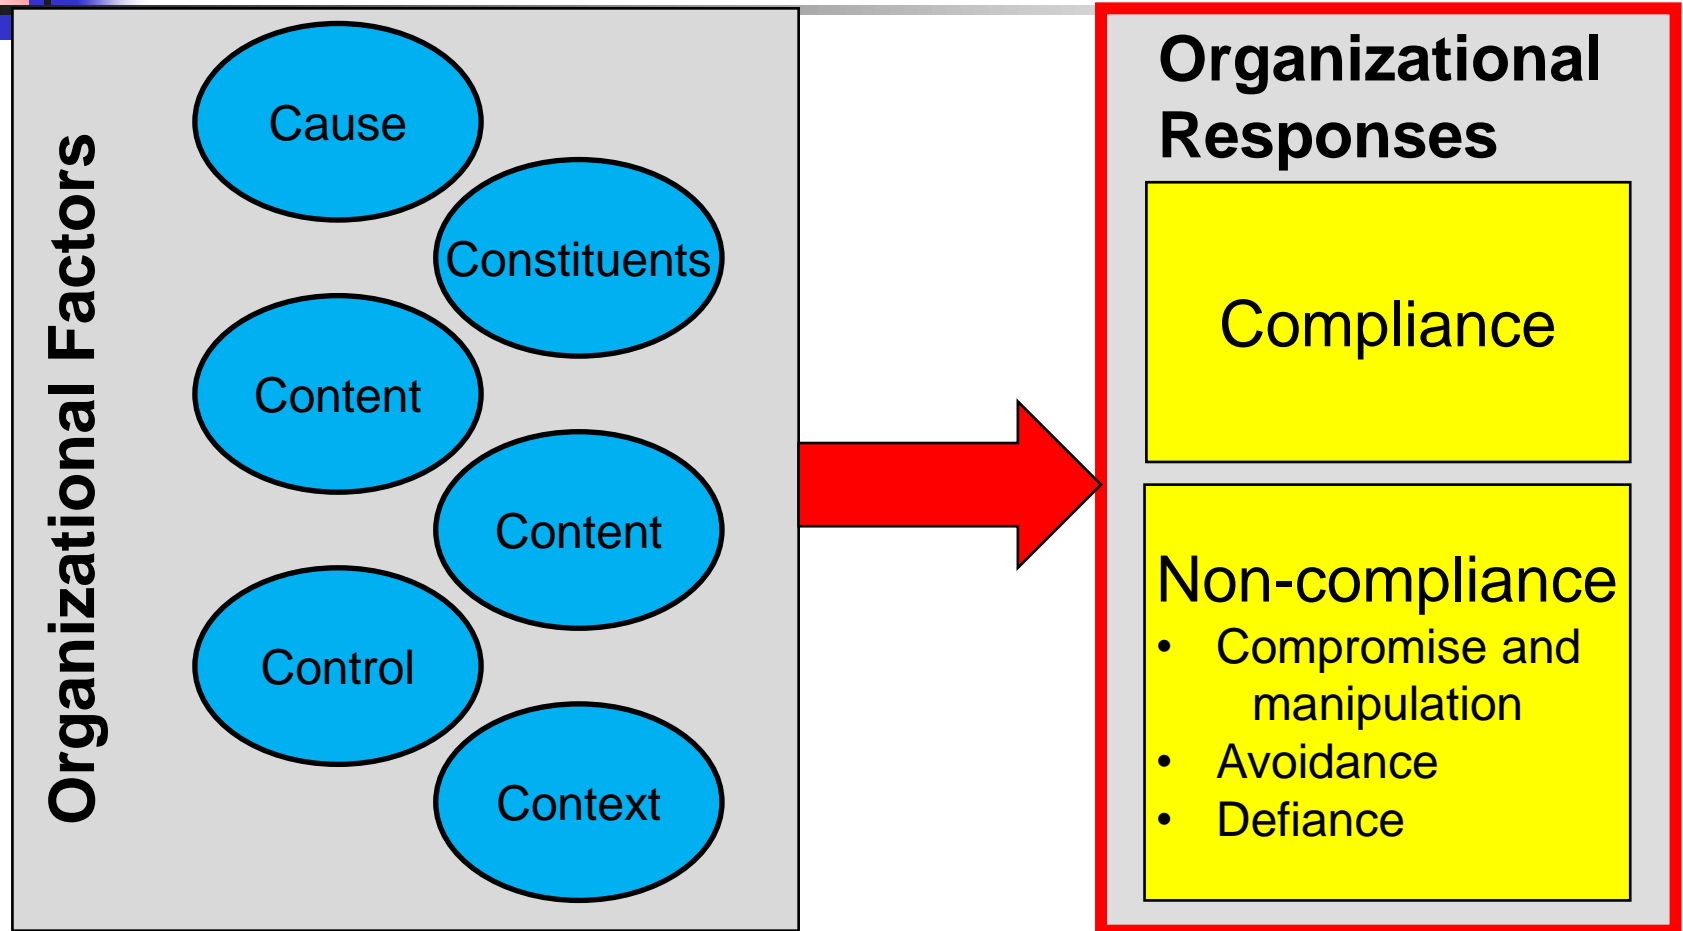 Organizational Factors
Cause
Constituents
Content
Content
Control
Context
Organizational
Responses
Compliance
Non-compliance
• Compromise and
manipulation
• Avoidance
• Defiance